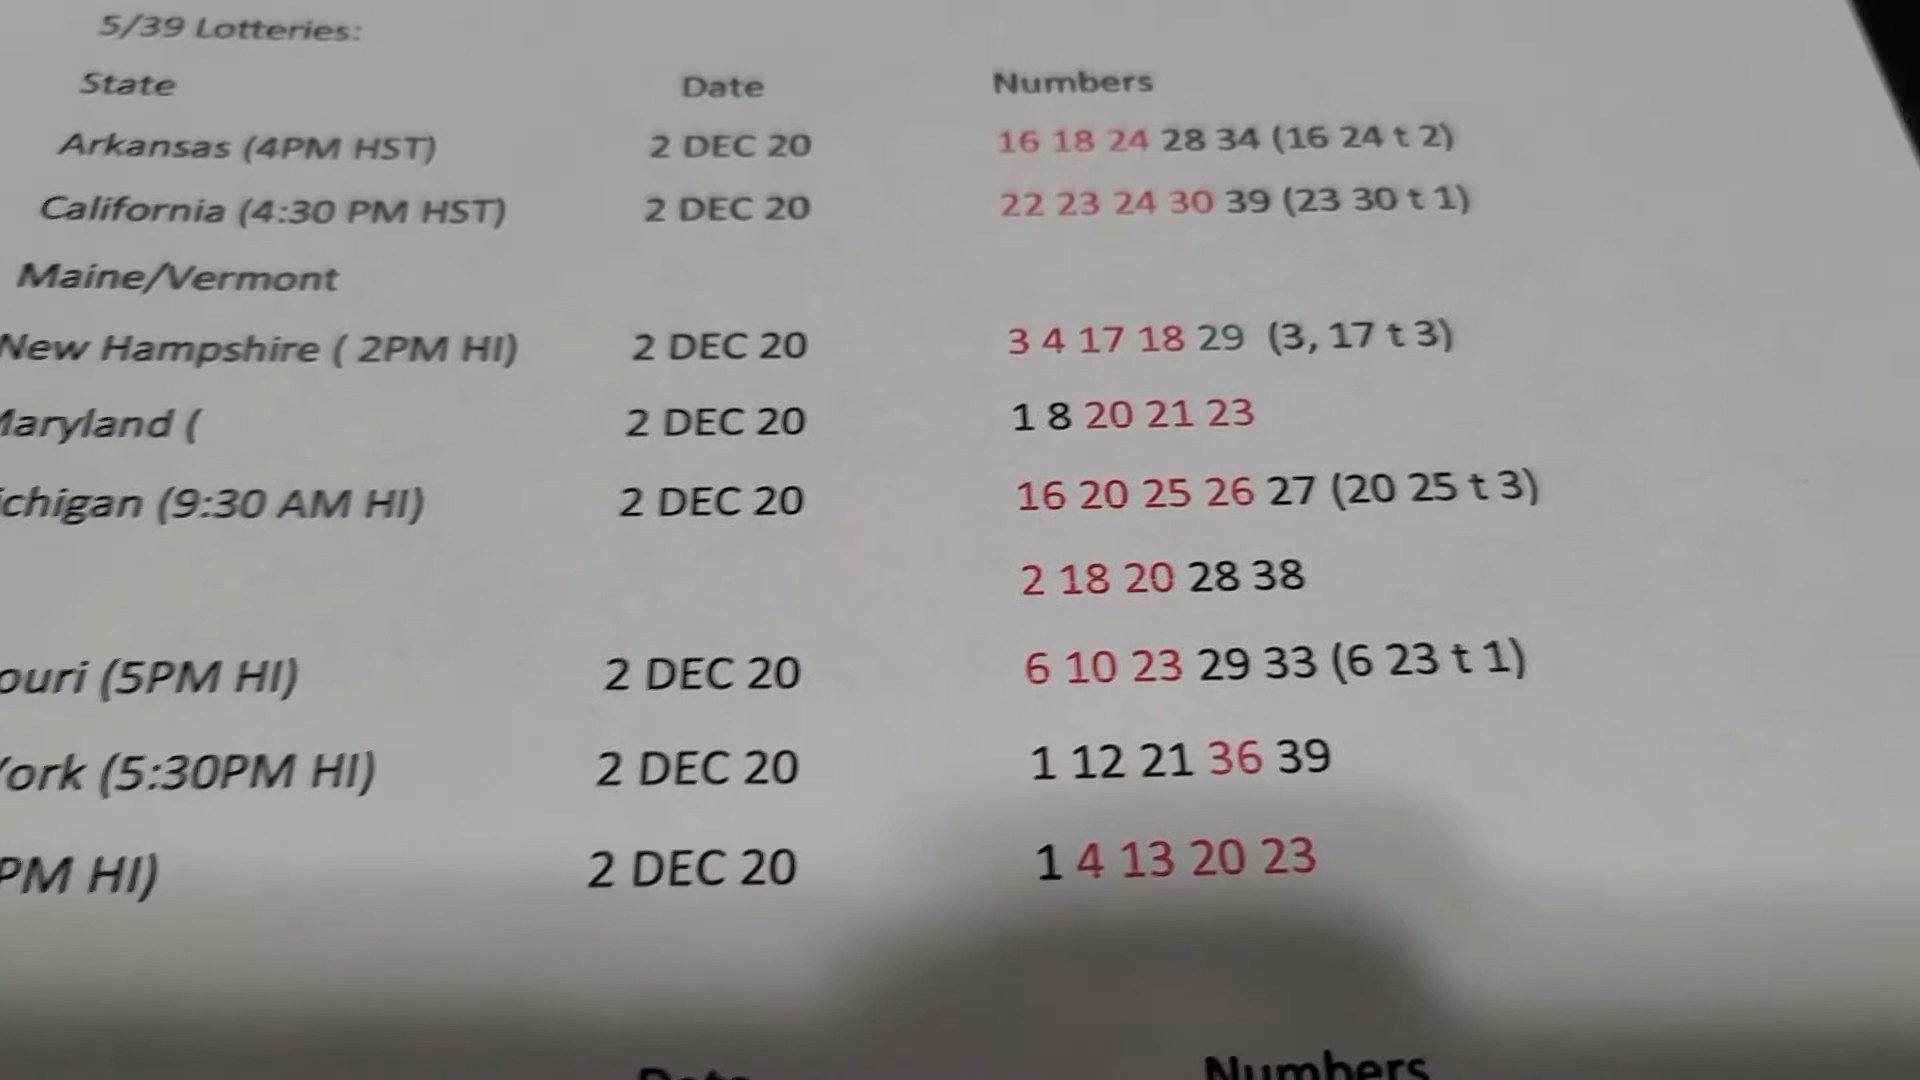 5/39 Lotteries:
State Date Numbers
Arkansas (4PM HST) 2 DEC 20 16 18 24 28 34 (16 24 t 2)
California (4:30 PM HST) 2 DEC 20 22 23 24 30 39 (23 30 t 1)
Maine/Vermont
New Hampshire ( 2PM HI) 2 DEC 20 3 4 17 18 29 (3, 17 t 3)
Maryland ( 2 DEC 20 1 8 20 21 23
ichigan (9:30 AM HI) 2 DEC 20 16 20 25 26 27 (20 25 t 3)
2 18 20 28 38
ouri (5PM HI) 2 DEC 20 6 10 23 29 33 (6 23 t 1)
York (5:30PM HI) 2 DEC 20 1 12 21 36 39
PM HI) 2 DEC 20 1 4 13 20 23
Date Numbers